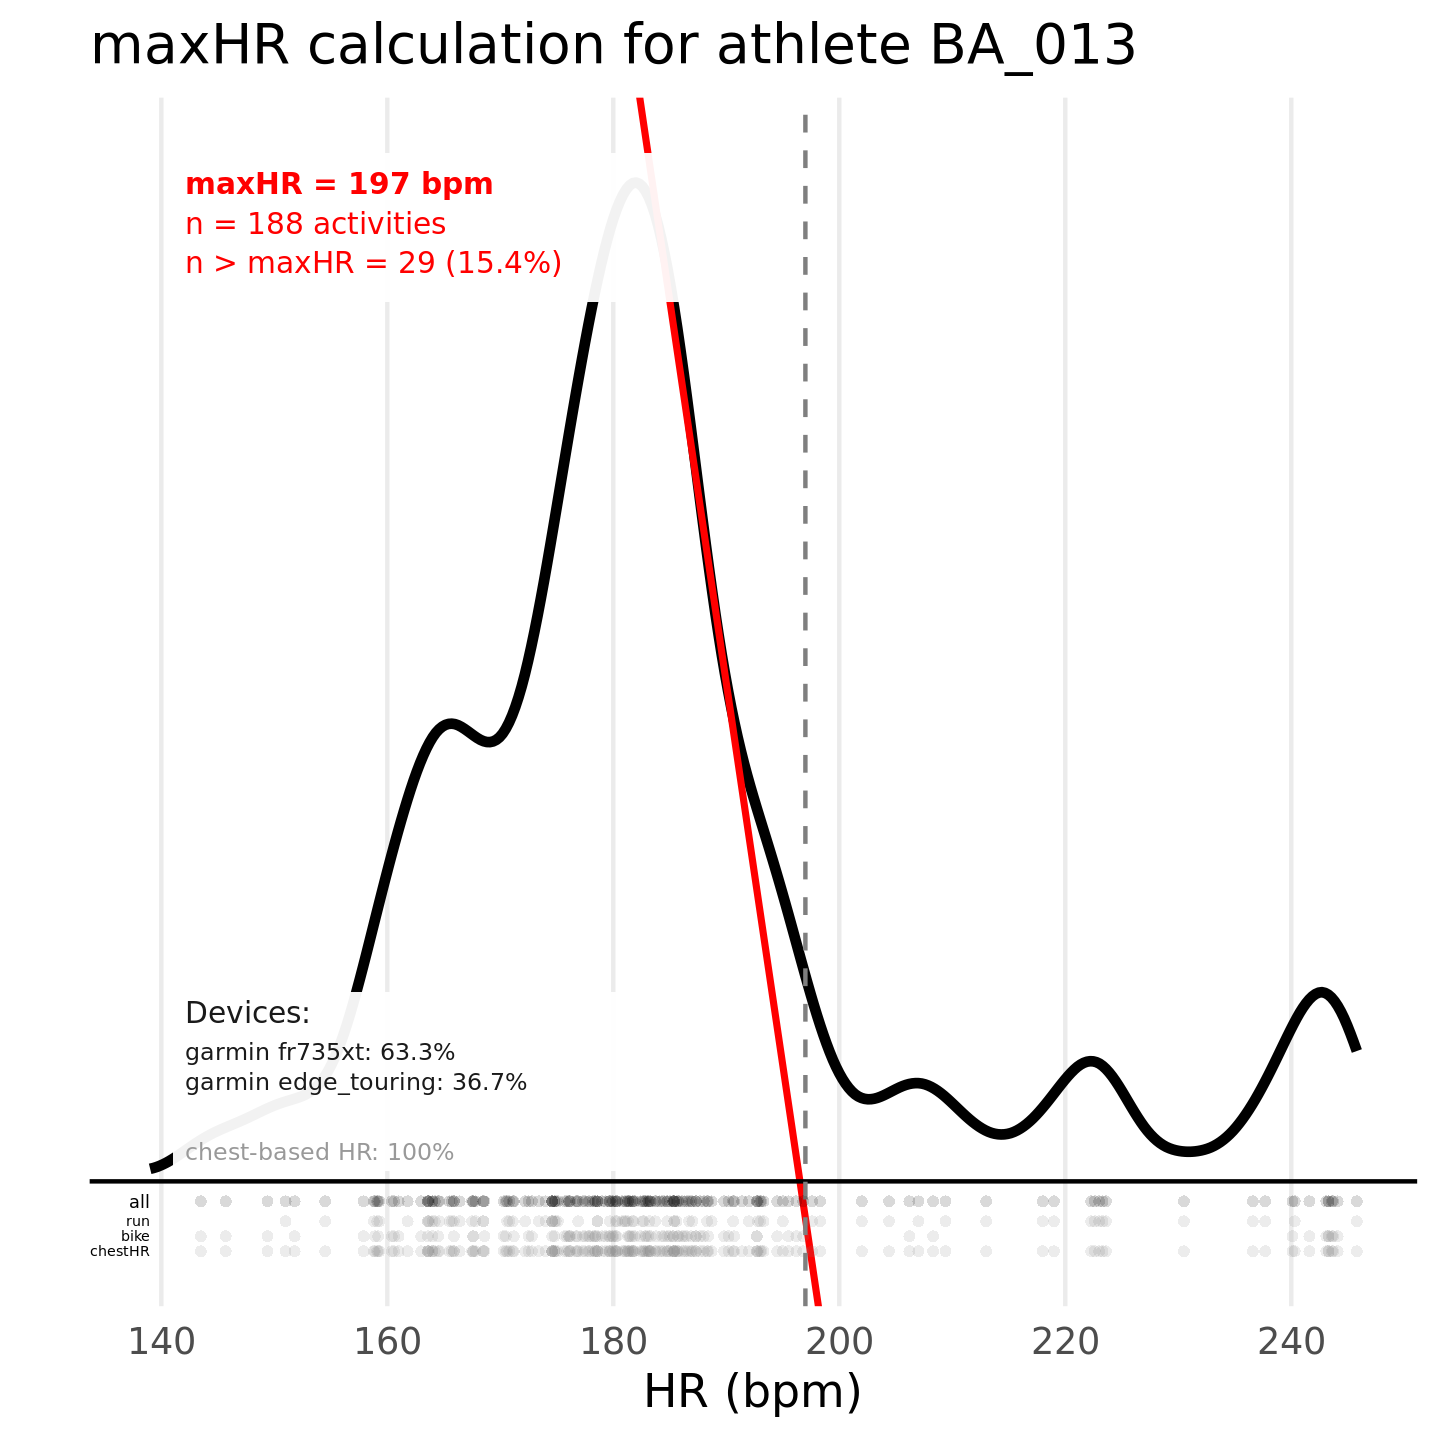 maxHR calculation for athlete BA_013
maxHR = 197 bpm
n = 188 activities
n > maxHR = 29 (15.4%)
Devices:
garmin fr735xt: 63.3%
garmin edge_touring: 36.7%
chest-based HR: 100%
all
run
bike
chestHR
140 160 180 200 220 240
HR (bpm)